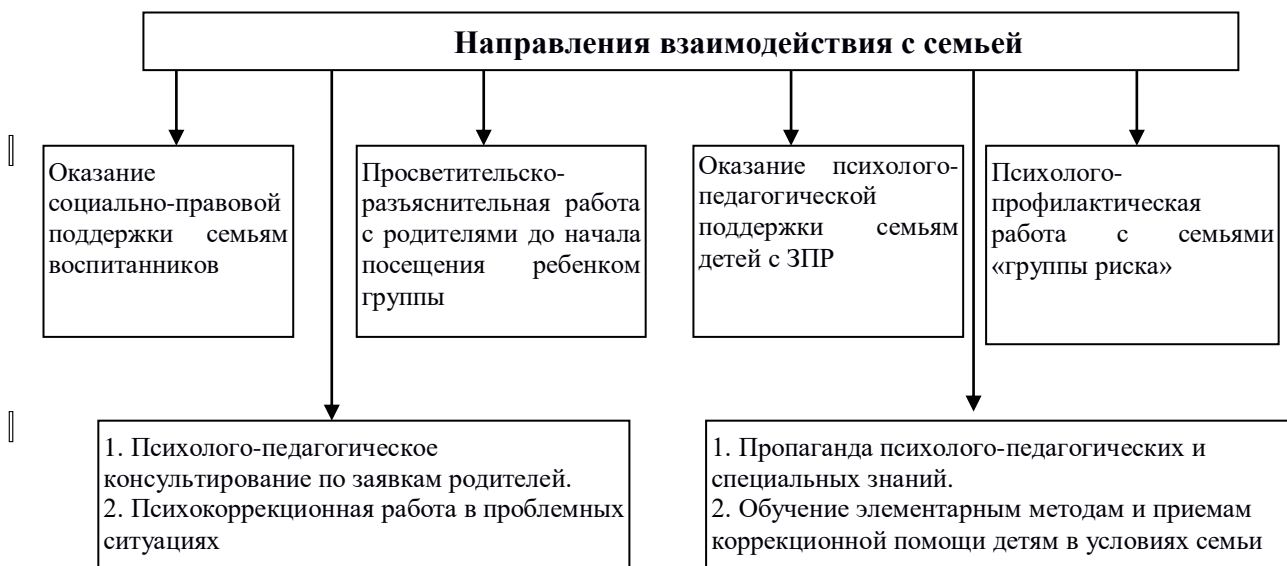 Направления взаимодействия с семьей
Оказание
социально-правовой
поддержки семьям
воспитанников
Просветительско-
разъяснительная работа
с родителями до начала
посещения ребенком
группы
Оказание психолого-
педагогической
поддержки семьям
детей с ЗПР
Психолого-
профилактическая
работа с семьями
«группы риска»
1. Психолого-педагогическое
консультирование по заявкам родителей.
2. Психокоррекционная работа в проблемных
ситуациях
1. Пропаганда психолого-педагогических и
специальных знаний.
2. Обучение элементарным методам и приемам
коррекционной помощи детям в условиях семьи